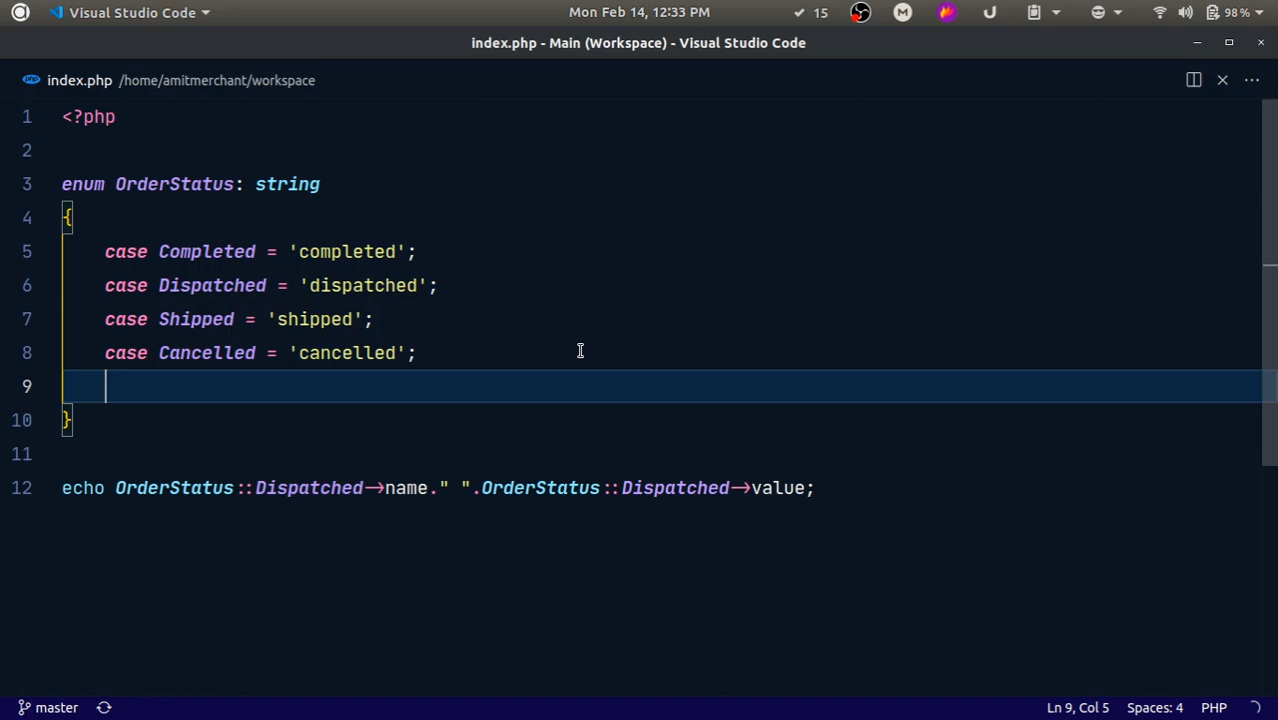 Visual Studio Code Mon Feb 14, 12:33 PM 15 M 98 %
index.php - Main (Workspace) - Visual Studio Code
php index.php /home/amitmerchant/workspace
1 <?php
2
3 enum OrderStatus: string
4 {
5 case Completed = 'completed';
6 case Dispatched = 'dispatched';
7 case Shipped = 'shipped';
8 case Cancelled = 'cancelled';
9
10 }
11
12 echo OrderStatus::Dispatched->name." ".OrderStatus::Dispatched->value;
master Ln 9, Col 5 Spaces: 4 PHP